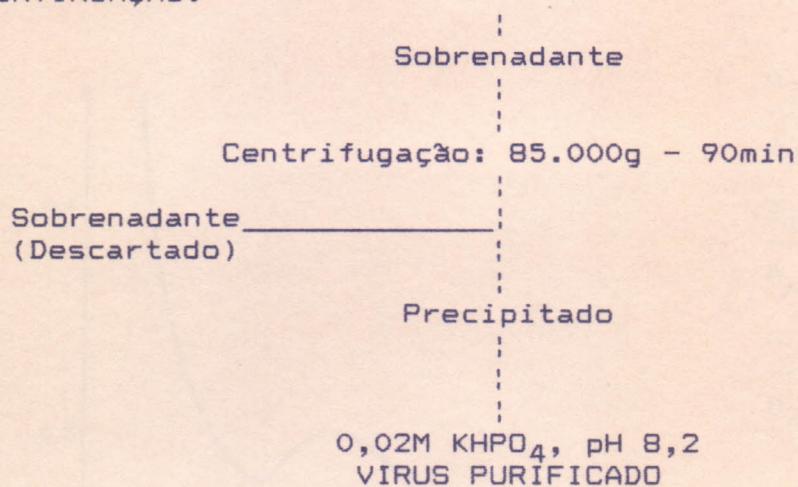 Sobrenadante
Centrifugação: 85.000g - 90min
Sobrenadante
(Descartado)
Precipitado
0,02M KHPO4, pH 8,2
VIRUS PURIFICADO